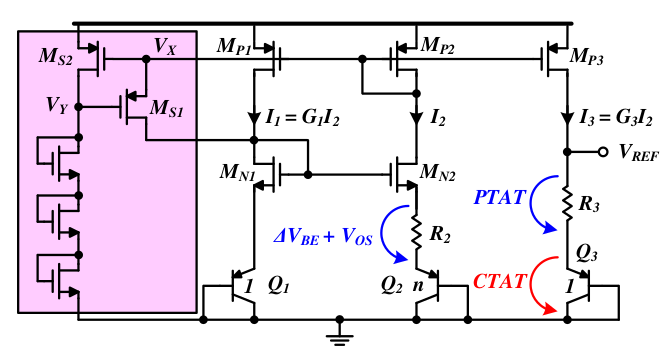 V_X
M_S2
M_P1
M_P2
M_P3
V_Y
M_S1
I_1 = G_1I_2
I_2
I_3 = G_3I_2
V_REF
M_N1
M_N2
PTAT
R_3
ΔV_BE + V_OS
R_2
Q_3
1
Q_1
Q_2
n
CTAT
1